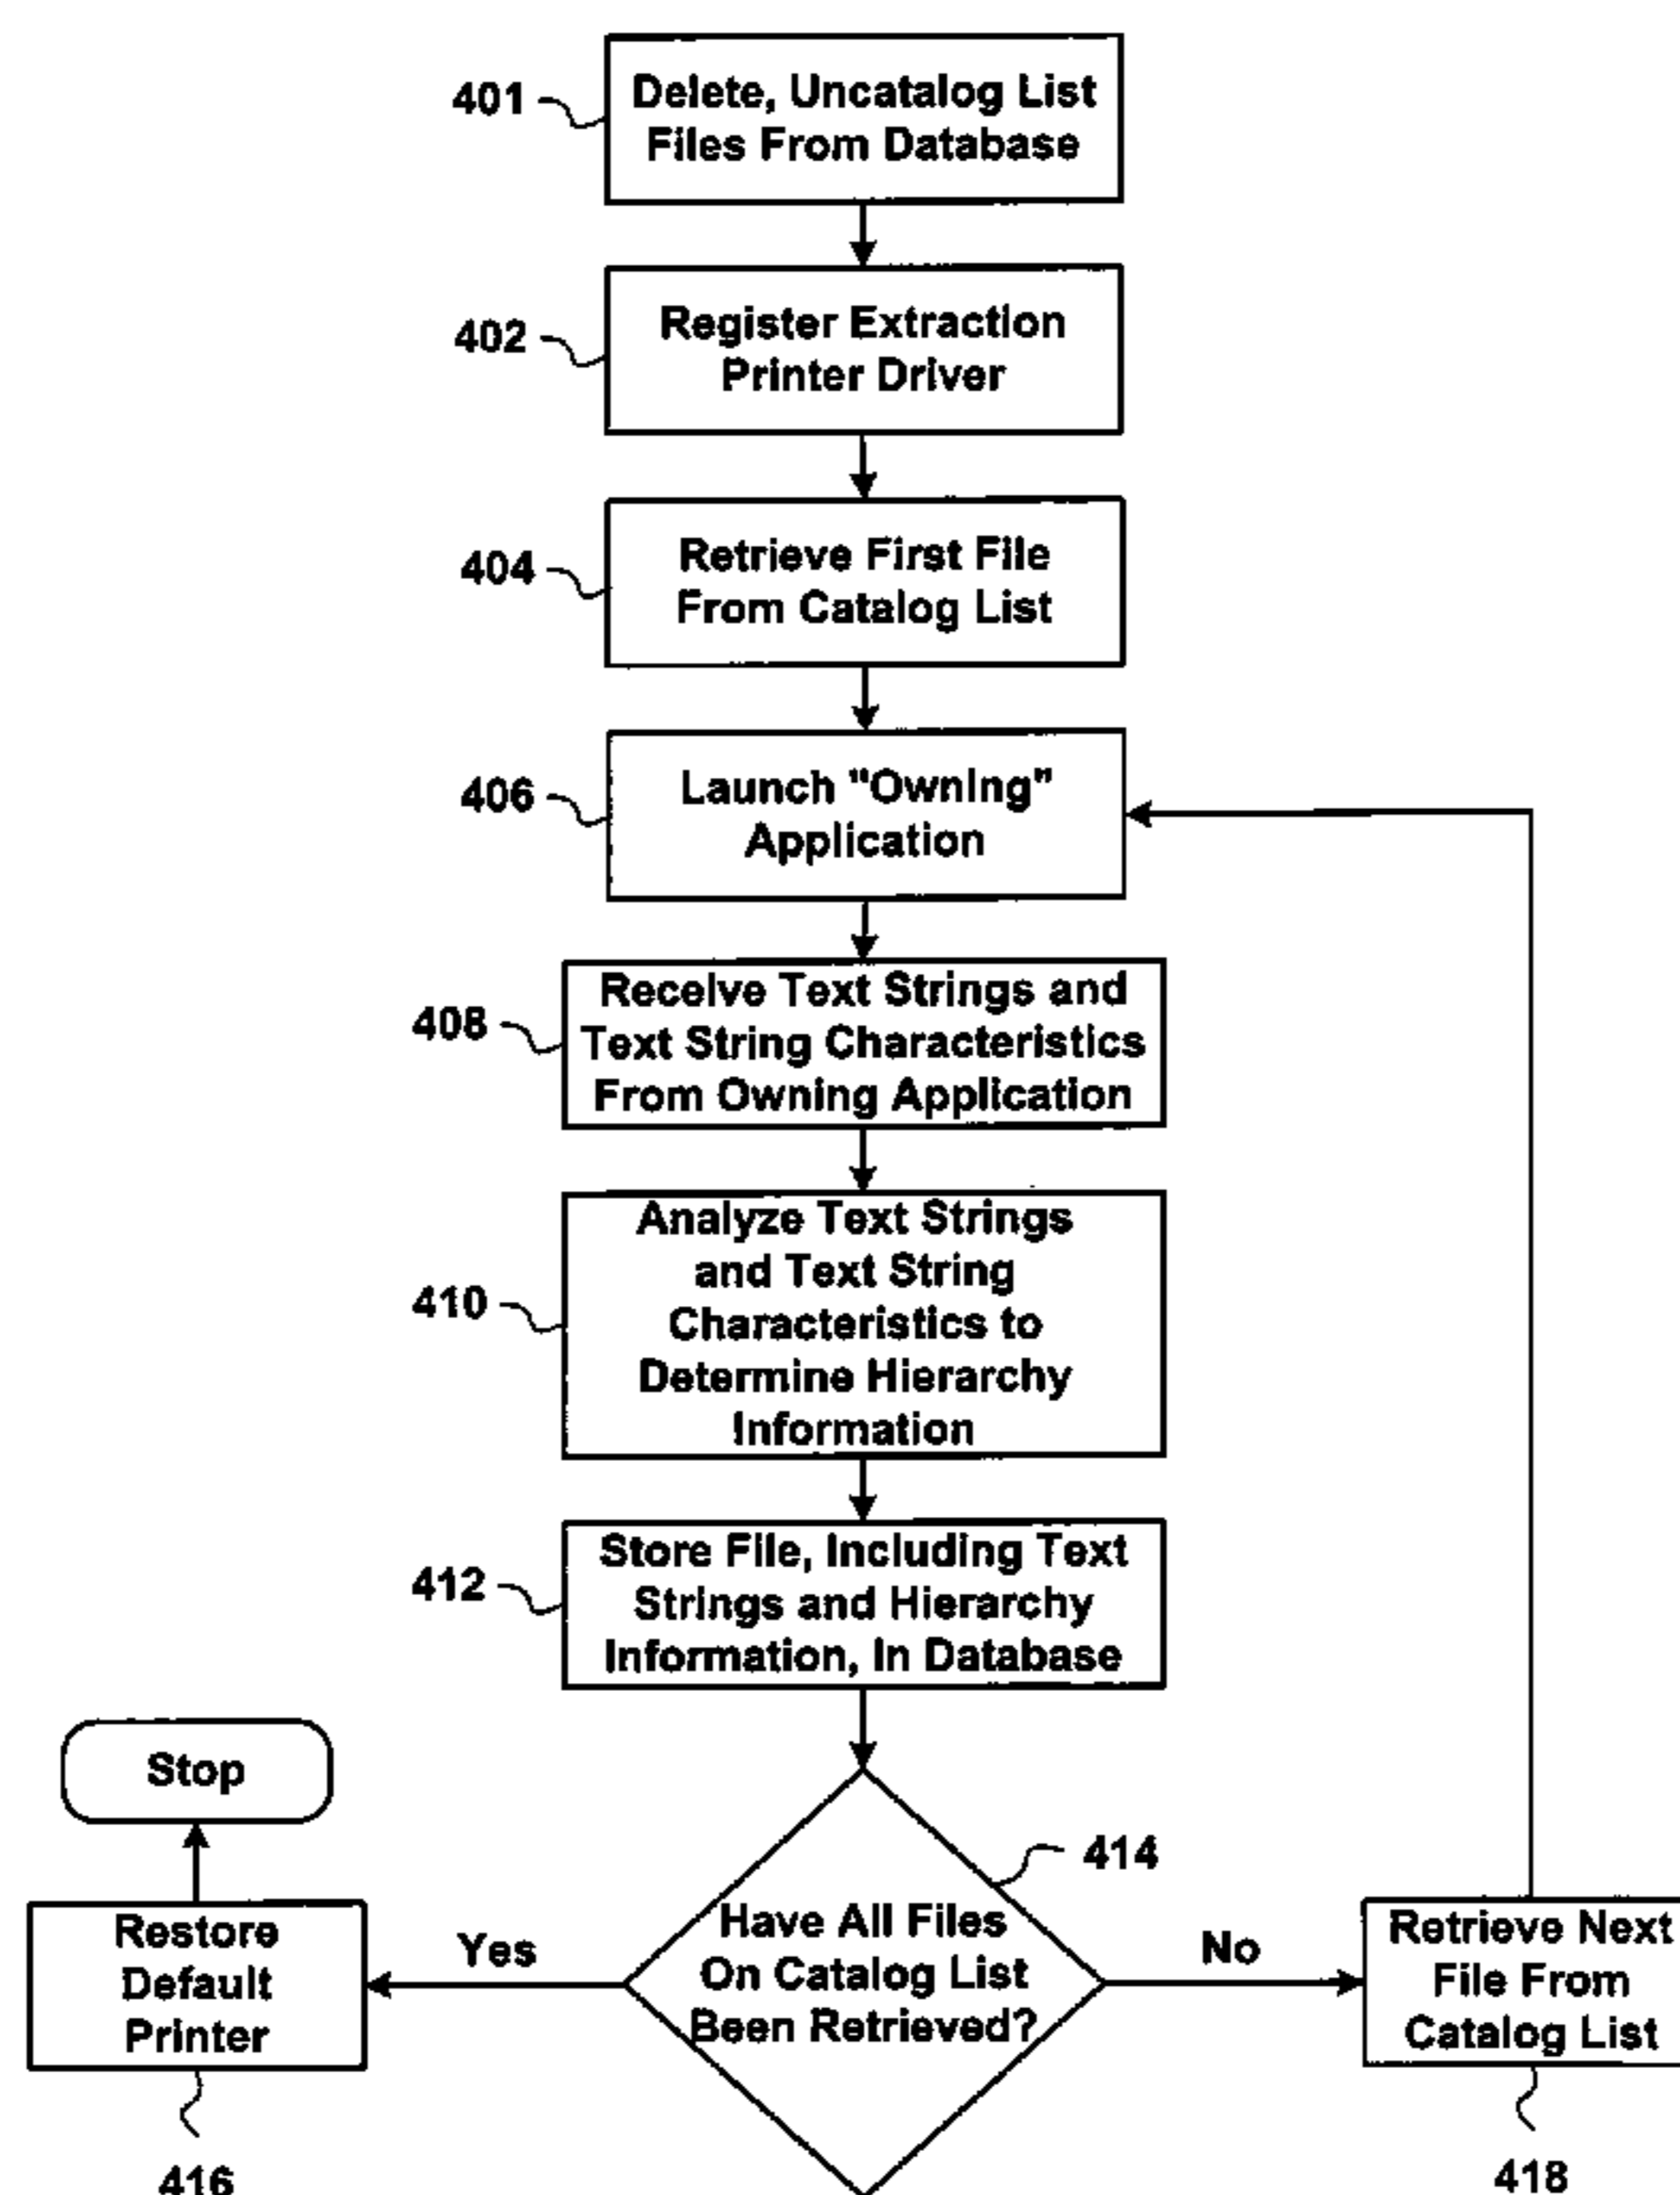 401
Delete, Uncatalog List
Files From Database
402
Register Extraction
Printer Driver
404
Retrieve First File
From Catalog List
406
Launch "Owning"
Application
408
Receive Text Strings and
Text String Characteristics
From Owning Application
410
Analyze Text Strings
and Text String
Characteristics to
Determine Hierarchy
Information
412
Store File, Including Text
Strings and Hierarchy
Information, In Database
Stop
414
Have All Files
On Catalog List
Been Retrieved?
Yes
No
Restore
Default
Printer
Retrieve Next
File From
Catalog List
416
418